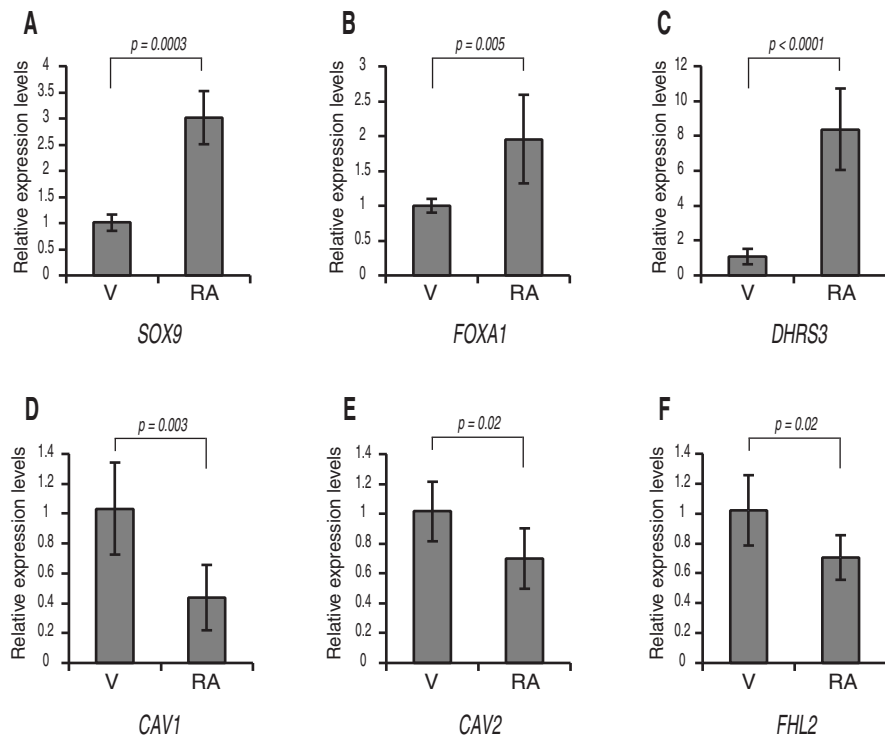 A
p = 0.0003
Relative expression levels
4
3.5
3
2.5
2
1.5
1
0.5
0
V RA
SOX9
B
p = 0.005
Relative expression levels
3
2.5
2
1.5
1
0.5
0
V RA
FOXA1
C
p < 0.0001
Relative expression levels
12
10
8
6
4
2
0
V RA
DHRS3
D
p = 0.003
Relative expression levels
1.4
1.2
1
0.8
0.6
0.4
0.2
0
V RA
CAV1
E
p = 0.02
Relative expression levels
1.4
1.2
1
0.8
0.6
0.4
0.2
0
V RA
CAV2
F
p = 0.02
Relative expression levels
1.4
1.2
1
0.8
0.6
0.4
0.2
0
V RA
FHL2